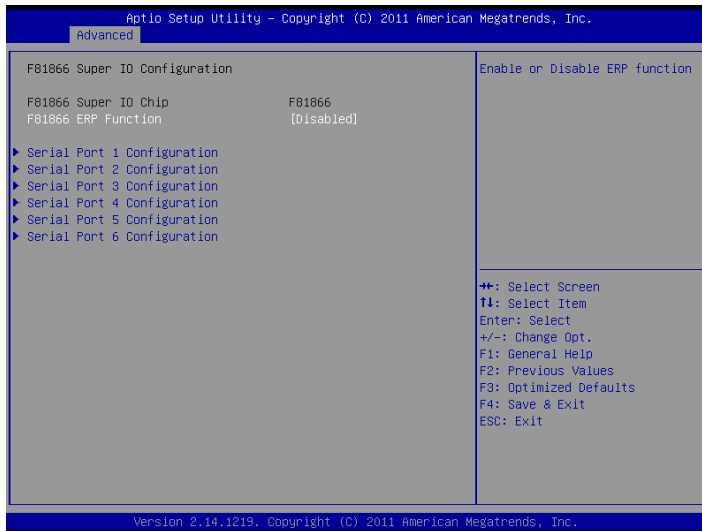 Aptio Setup Utility – Copyright (C) 2011 American Megatrends, Inc.
Advanced
F81866 Super IO Configuration
F81866 Super IO Chip F81866
F81866 ERP Function [Disabled]
Serial Port 1 Configuration
Serial Port 2 Configuration
Serial Port 3 Configuration
Serial Port 4 Configuration
Serial Port 5 Configuration
Serial Port 6 Configuration
Enable or Disable ERP function
→←: Select Screen
↑↓: Select Item
Enter: Select
+/-: Change Opt.
F1: General Help
F2: Previous Values
F3: Optimized Defaults
F4: Save & Exit
ESC: Exit
Version 2.14.1219. Copyright (C) 2011 American Megatrends, Inc.